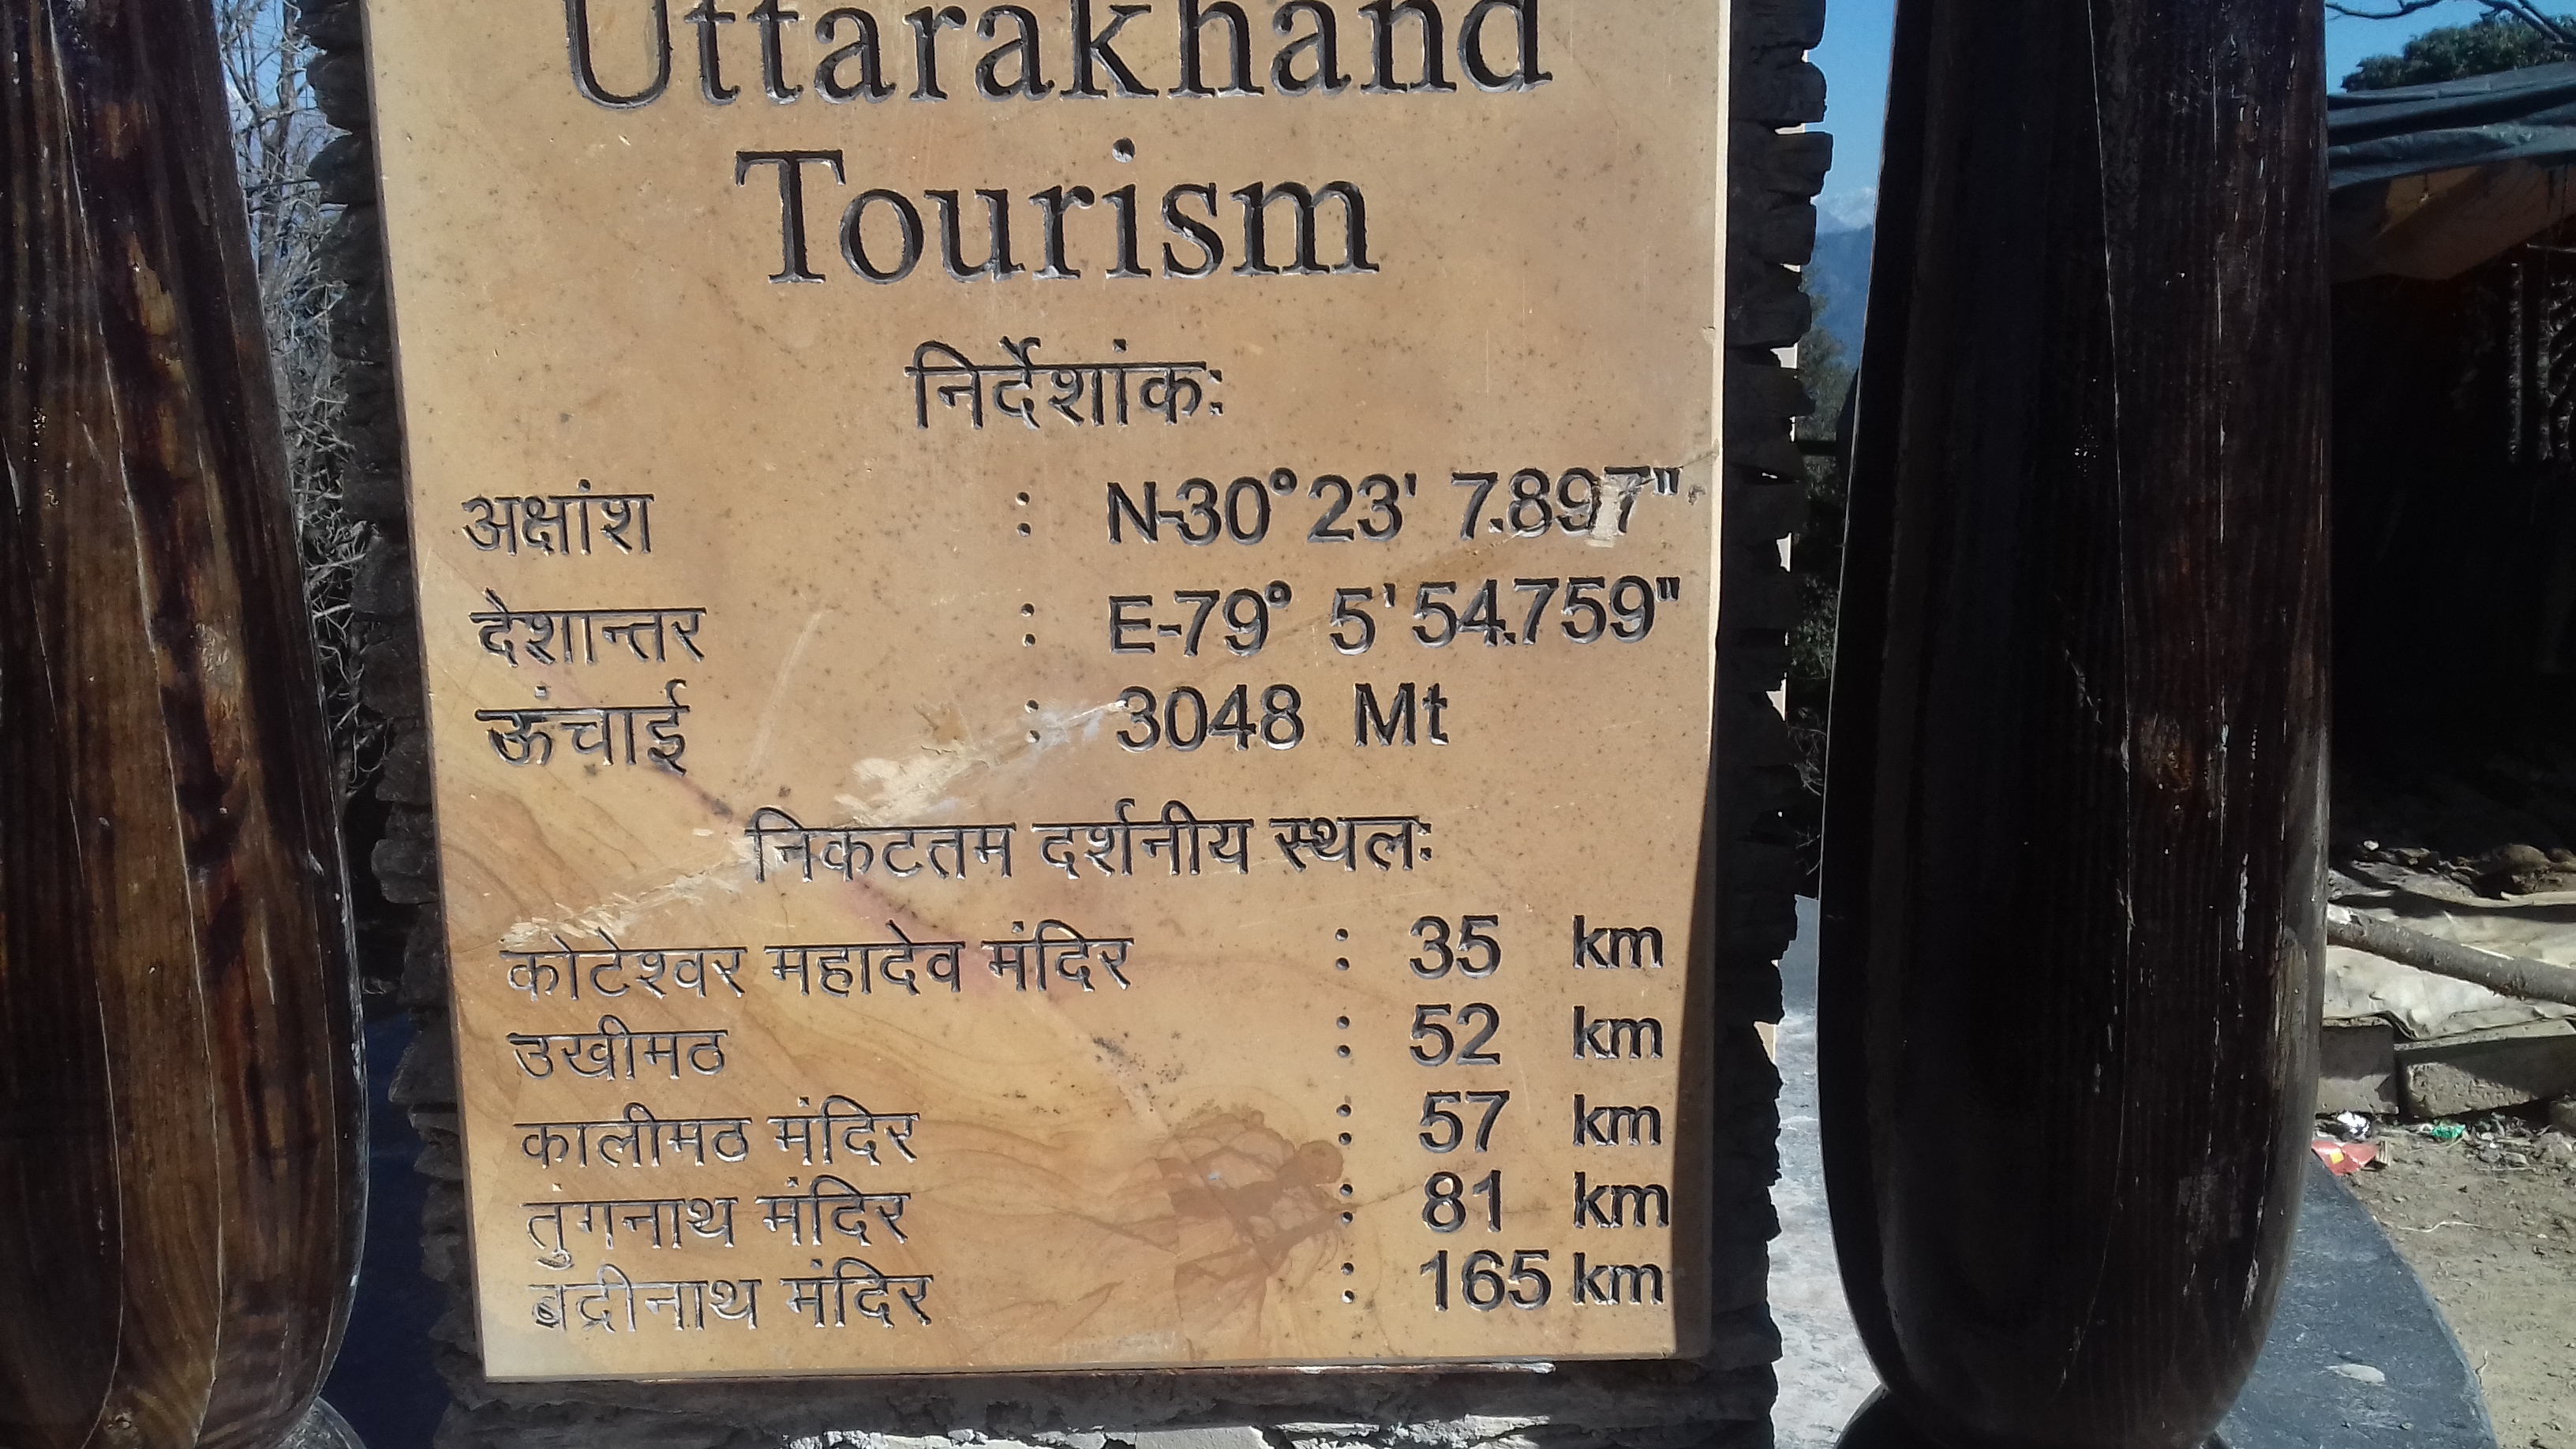 Uttarakhand
Tourism
निर्देशांकः
अक्षांश : N-30° 23' 7.897"
देशान्तर : E-79° 5' 54.759"
ऊंचाई : 3048 Mt
निकटतम दर्शनीय स्थलः
कोटेश्वर महादेव मंदिर : 35 km
उखीमठ : 52 km
कालीमठ मंदिर : 57 km
तुंगनाथ मंदिर : 81 km
बद्रीनाथ मंदिर : 165 km